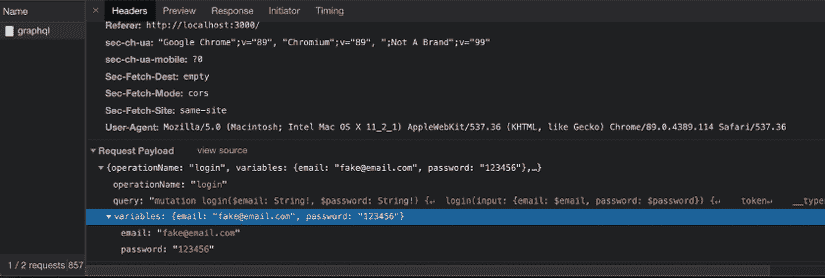 Name
Headers Preview Response Initiator Timing
graphql
Referer: http://localhost:3000/
sec-ch-ua: "Google Chrome";v="89", "Chromium";v="89", ";Not A Brand";v="99"
sec-ch-ua-mobile: ?0
Sec-Fetch-Dest: empty
Sec-Fetch-Mode: cors
Sec-Fetch-Site: same-site
User-Agent: Mozilla/5.0 (Macintosh; Intel Mac OS X 11_2_1) AppleWebKit/537.36 (KHTML, like Gecko) Chrome/89.0.4389.114 Safari/537.36
Request Payload view source
{operationName: "login", variables: {email: "fake@email.com", password: "123456"},…}
operationName: "login"
query: "mutation login($email: String!, $password: String!) {↵ login(input: {email: $email, password: $password}) {↵ token↵ __type
variables: {email: "fake@email.com", password: "123456"}
email: "fake@email.com"
password: "123456"
1 / 2 requests 857